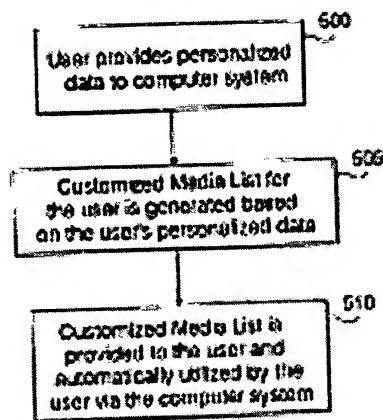 500
User provides personalized
data to computer system
505
Customized Media List for
the user is generated based
on the user's personalized data
510
Customized Media List is
provided to the user and
automatically utilized by the
user via the computer system